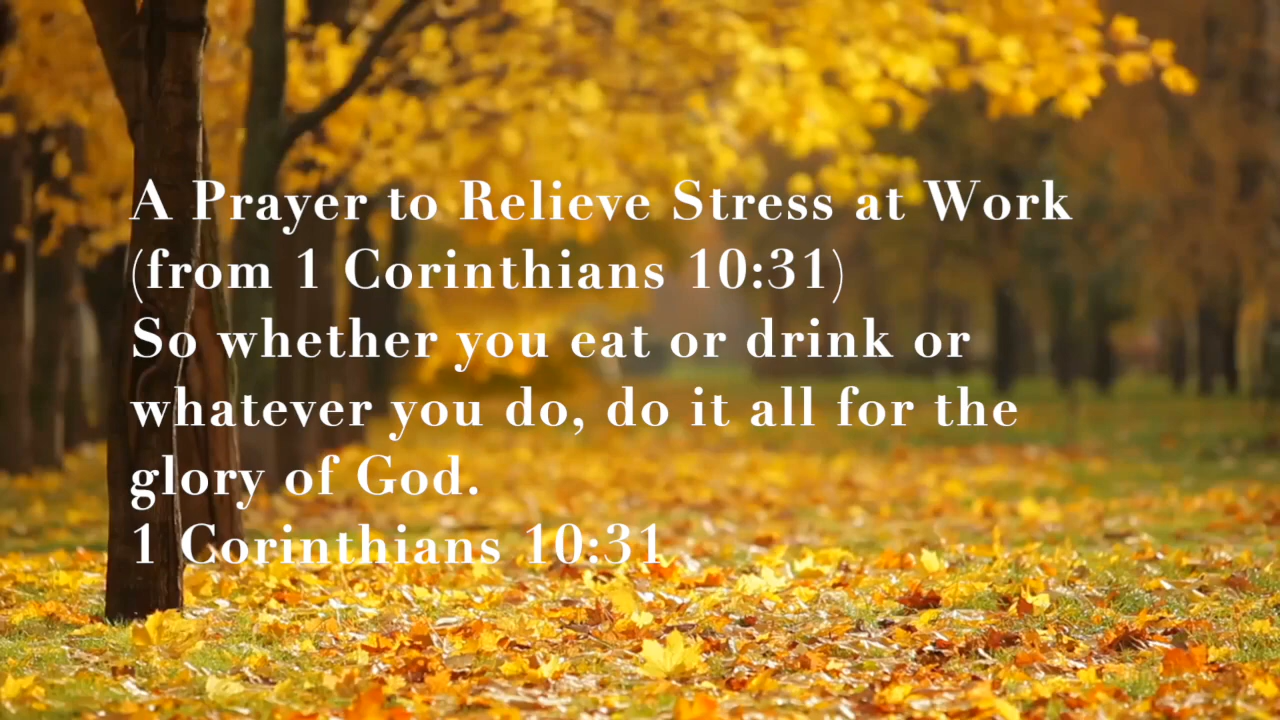 A Prayer to Relieve Stress at Work
(from 1 Corinthians 10:31)
So whether you eat or drink or
whatever you do, do it all for the
glory of God.
1 Corinthians 10:31